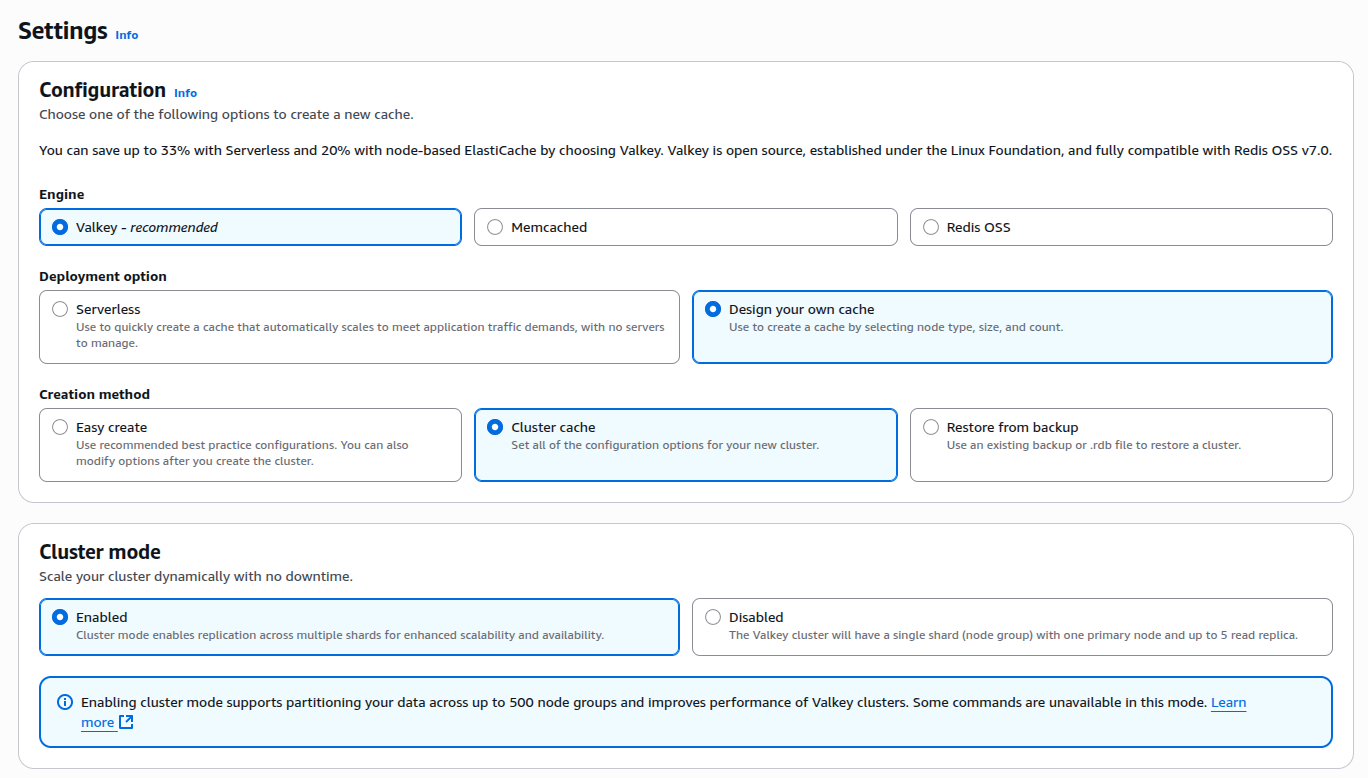 Settings Info
Configuration Info
Choose one of the following options to create a new cache.
You can save up to 33% with Serverless and 20% with node-based ElastiCache by choosing Valkey. Valkey is open source, established under the Linux Foundation, and fully compatible with Redis OSS v7.0.
Engine
Valkey - recommended
Memcached
Redis OSS
Deployment option
Serverless
Use to quickly create a cache that automatically scales to meet application traffic demands, with no servers
to manage.
Design your own cache
Use to create a cache by selecting node type, size, and count.
Creation method
Easy create
Use recommended best practice configurations. You can also
modify options after you create the cluster.
Cluster cache
Set all of the configuration options for your new cluster.
Restore from backup
Use an existing backup or .rdb file to restore a cluster.
Cluster mode
Scale your cluster dynamically with no downtime.
Enabled
Cluster mode enables replication across multiple shards for enhanced scalability and availability.
Disabled
The Valkey cluster will have a single shard (node group) with one primary node and up to 5 read replica.
Enabling cluster mode supports partitioning your data across up to 500 node groups and improves performance of Valkey clusters. Some commands are unavailable in this mode. Learn
more